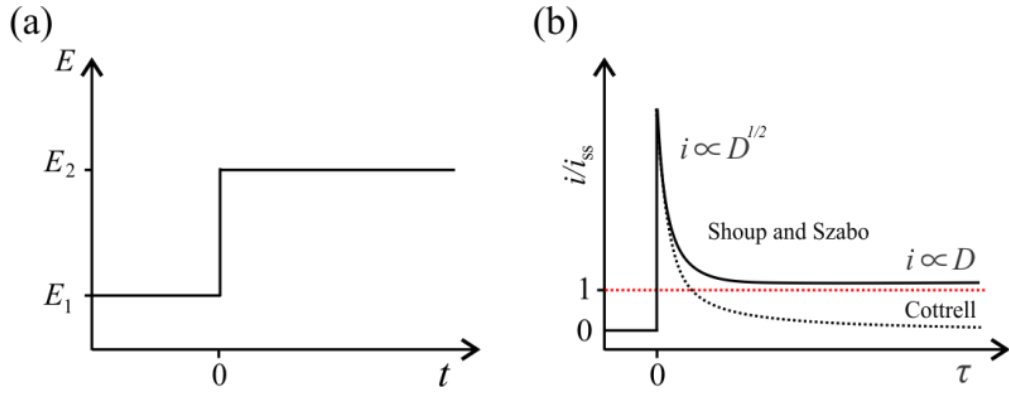 (a)
E
E₂
E₁
0
t
(b)
i/iss
i ∝ D^1/2
Shoup and Szabo
i ∝ D
1
Cottrell
0
0
τ